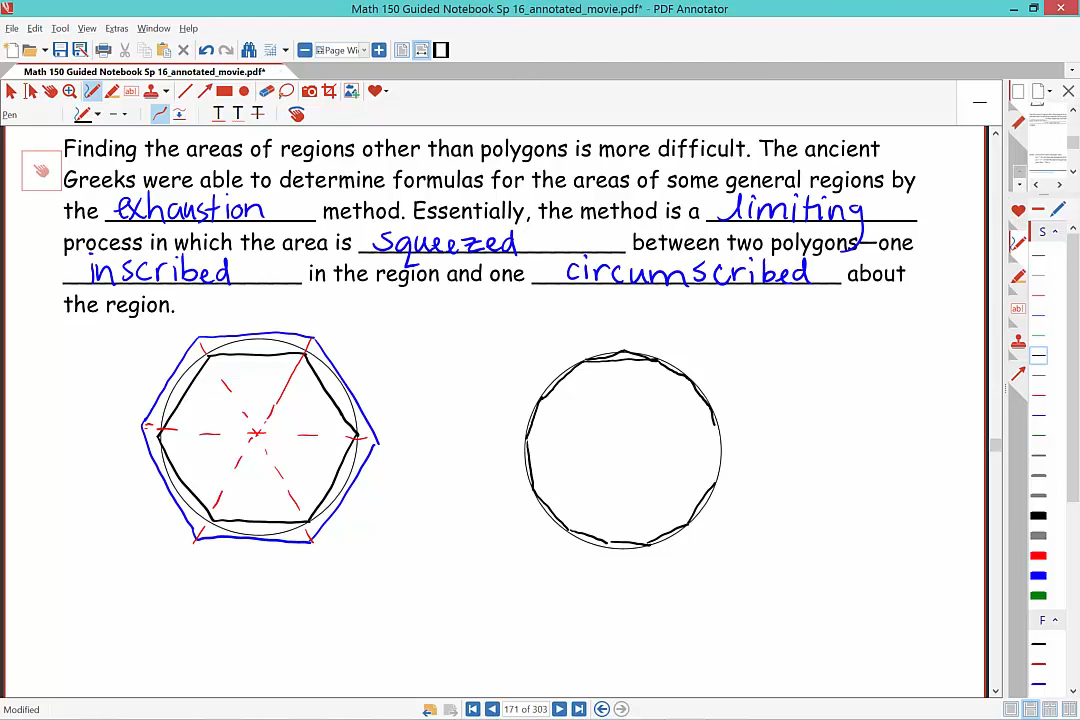 Math 150 Guided Notebook Sp 16_annotated_movie.pdf* - PDF Annotator
File Edit View Tool Extras Window Help
Page Wi
Math 150 Guided Notebook Sp 16_annotated_movie.pdf*
Pen
Finding the areas of regions other than polygons is more difficult. The ancient
Greeks were able to determine formulas for the areas of some general regions by
the exhaustion method. Essentially, the method is a limiting
process in which the area is squeezed between two polygons—one
inscribed in the region and one circumscribed about
the region.
S
F
Modified
171 of 303